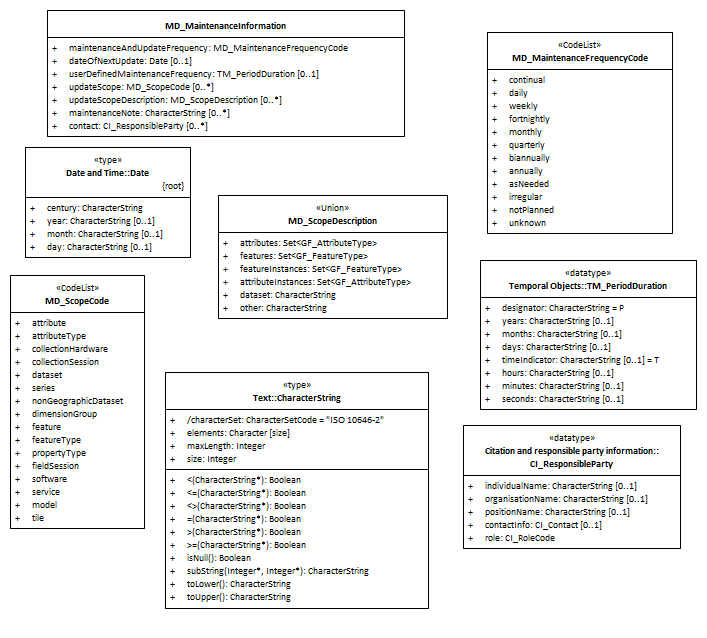 MD_MaintenanceInformation
+ maintenanceAndUpdateFrequency: MD_MaintenanceFrequencyCode
+ dateOfNextUpdate: Date [0..1]
+ userDefinedMaintenanceFrequency: TM_PeriodDuration [0..1]
+ updateScope: MD_ScopeCode [0..*]
+ updateScopeDescription: MD_ScopeDescription [0..*]
+ maintenanceNote: CharacterString [0..*]
+ contact: CI_ResponsibleParty [0..*]
«CodeList»
MD_MaintenanceFrequencyCode
+ continual
+ daily
+ weekly
+ fortnightly
+ monthly
+ quarterly
+ biannually
+ annually
+ asNeeded
+ irregular
+ notPlanned
+ unknown
«type»
Date and Time::Date
{root}
+ century: CharacterString
+ year: CharacterString [0..1]
+ month: CharacterString [0..1]
+ day: CharacterString [0..1]
«Union»
MD_ScopeDescription
+ attributes: Set<GF_AttributeType>
+ features: Set<GF_FeatureType>
+ featureInstances: Set<GF_FeatureType>
+ attributeInstances: Set<GF_AttributeType>
+ dataset: CharacterString
+ other: CharacterString
«CodeList»
MD_ScopeCode
+ attribute
+ attributeType
+ collectionHardware
+ collectionSession
+ dataset
+ series
+ nonGeographicDataset
+ dimensionGroup
+ feature
+ featureType
+ propertyType
+ fieldSession
+ software
+ service
+ model
+ tile
«datatype»
Temporal Objects::TM_PeriodDuration
+ designator: CharacterString = P
+ years: CharacterString [0..1]
+ months: CharacterString [0..1]
+ days: CharacterString [0..1]
+ timeIndicator: CharacterString [0..1] = T
+ hours: CharacterString [0..1]
+ minutes: CharacterString [0..1]
+ seconds: CharacterString [0..1]
«type»
Text::CharacterString
+ /characterSet: CharacterSetCode = "ISO 10646-2"
+ elements: Character [size]
+ maxLength: Integer
+ size: Integer
+ <(CharacterString*): Boolean
+ <=(CharacterString*): Boolean
+ <>(CharacterString*): Boolean
+ =(CharacterString*): Boolean
+ >(CharacterString*): Boolean
+ >=(CharacterString*): Boolean
+ isNull(): Boolean
+ subString(Integer*, Integer*): CharacterString
+ toLower(): CharacterString
+ toUpper(): CharacterString
«datatype»
Citation and responsible party information::
CI_ResponsibleParty
+ individualName: CharacterString [0..1]
+ organisationName: CharacterString [0..1]
+ positionName: CharacterString [0..1]
+ contactInfo: CI_Contact [0..1]
+ role: CI_RoleCode